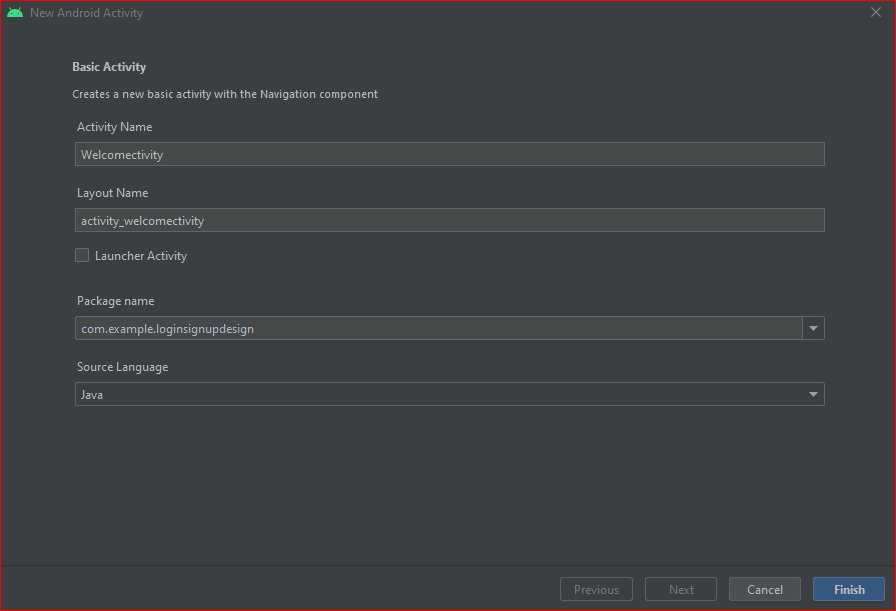 New Android Activity
Basic Activity
Creates a new basic activity with the Navigation component
Activity Name
Welcomectivity
Layout Name
activity_welcomectivity
Launcher Activity
Package name
com.example.loginsignupdesign
Source Language
Java
Previous Next Cancel Finish